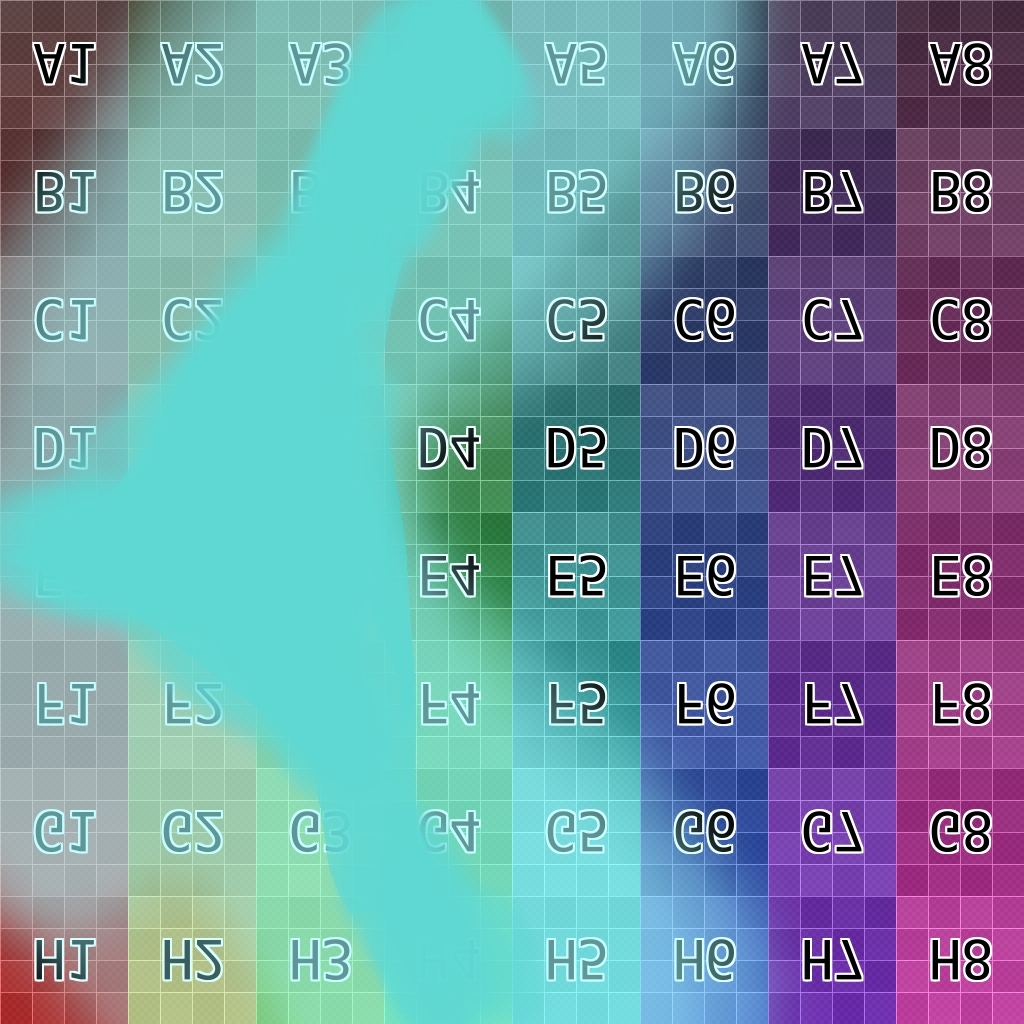 A1 A2 A3 A5 A6 A7 A8
B1 B2 B4 B5 B6 B7 B8
C1 C2 C4 C5 C6 C7 C8
D1 D4 D5 D6 D7 D8
E4 E5 E6 E7 E8
F1 F2 F4 F5 F6 F7 F8
G1 G2 G3 G4 G5 G6 G7 G8
H1 H2 H3 H5 H6 H7 H8